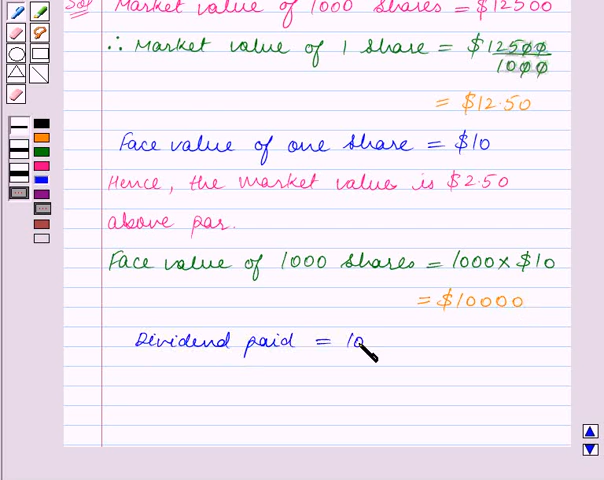 Sol Market value of 1000 shares = $12500
∴ Market value of 1 share = $12500/1000
= $12.50
Face value of one share = $10
Hence, the market value is $2.50
above par.
Face value of 1000 shares = 1000 × $10
= $10000
Dividend paid = 10